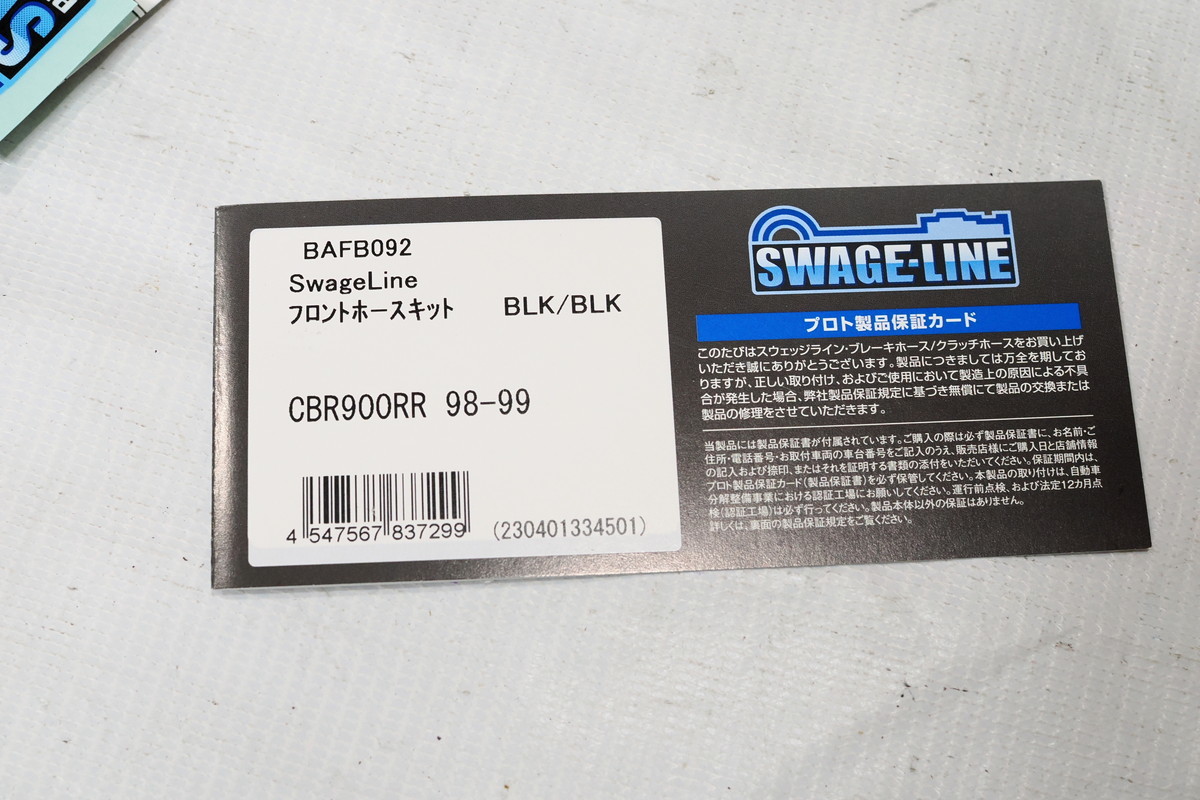 BAFB092
SwageLine
フロントホースキット BLK/BLK
CBR900RR 98-99
4 547567 837299 (230401334501)
SWAGE-LINE
プロト製品保証カード
このたびはスウェッジライン・ブレーキホース/クラッチホースをお買い上げ
いただき誠にありがとうございます。製品につきましては万全を期してお
りますが、正しい取り付け、およびご使用において製造上の原因による不具
合が発生した場合、弊社製品保証規定に基づき無償にて製品の交換または
製品の修理をさせていただきます。
当製品には製品保証書が付属されています。ご購入の際は必ず製品保証書に、お名前・ご
住所・電話番号・お取付車両の車台番号をご記入のうえ、販売店様にご購入日と店舗情報
の記入および捺印、またはそれを証明する書類の添付をいただいてください。保証期間内は、
プロト製品保証カード(製品保証書)を必ず保管してください。本製品の取り付けは、自動車
分解整備事業における認証工場にお願いしてください。運行前点検、および法定12カ月点
検(認証工場)は必ず行ってください。製品本体以外の保証はありません。
詳しくは、裏面の製品保証規定をご覧ください。